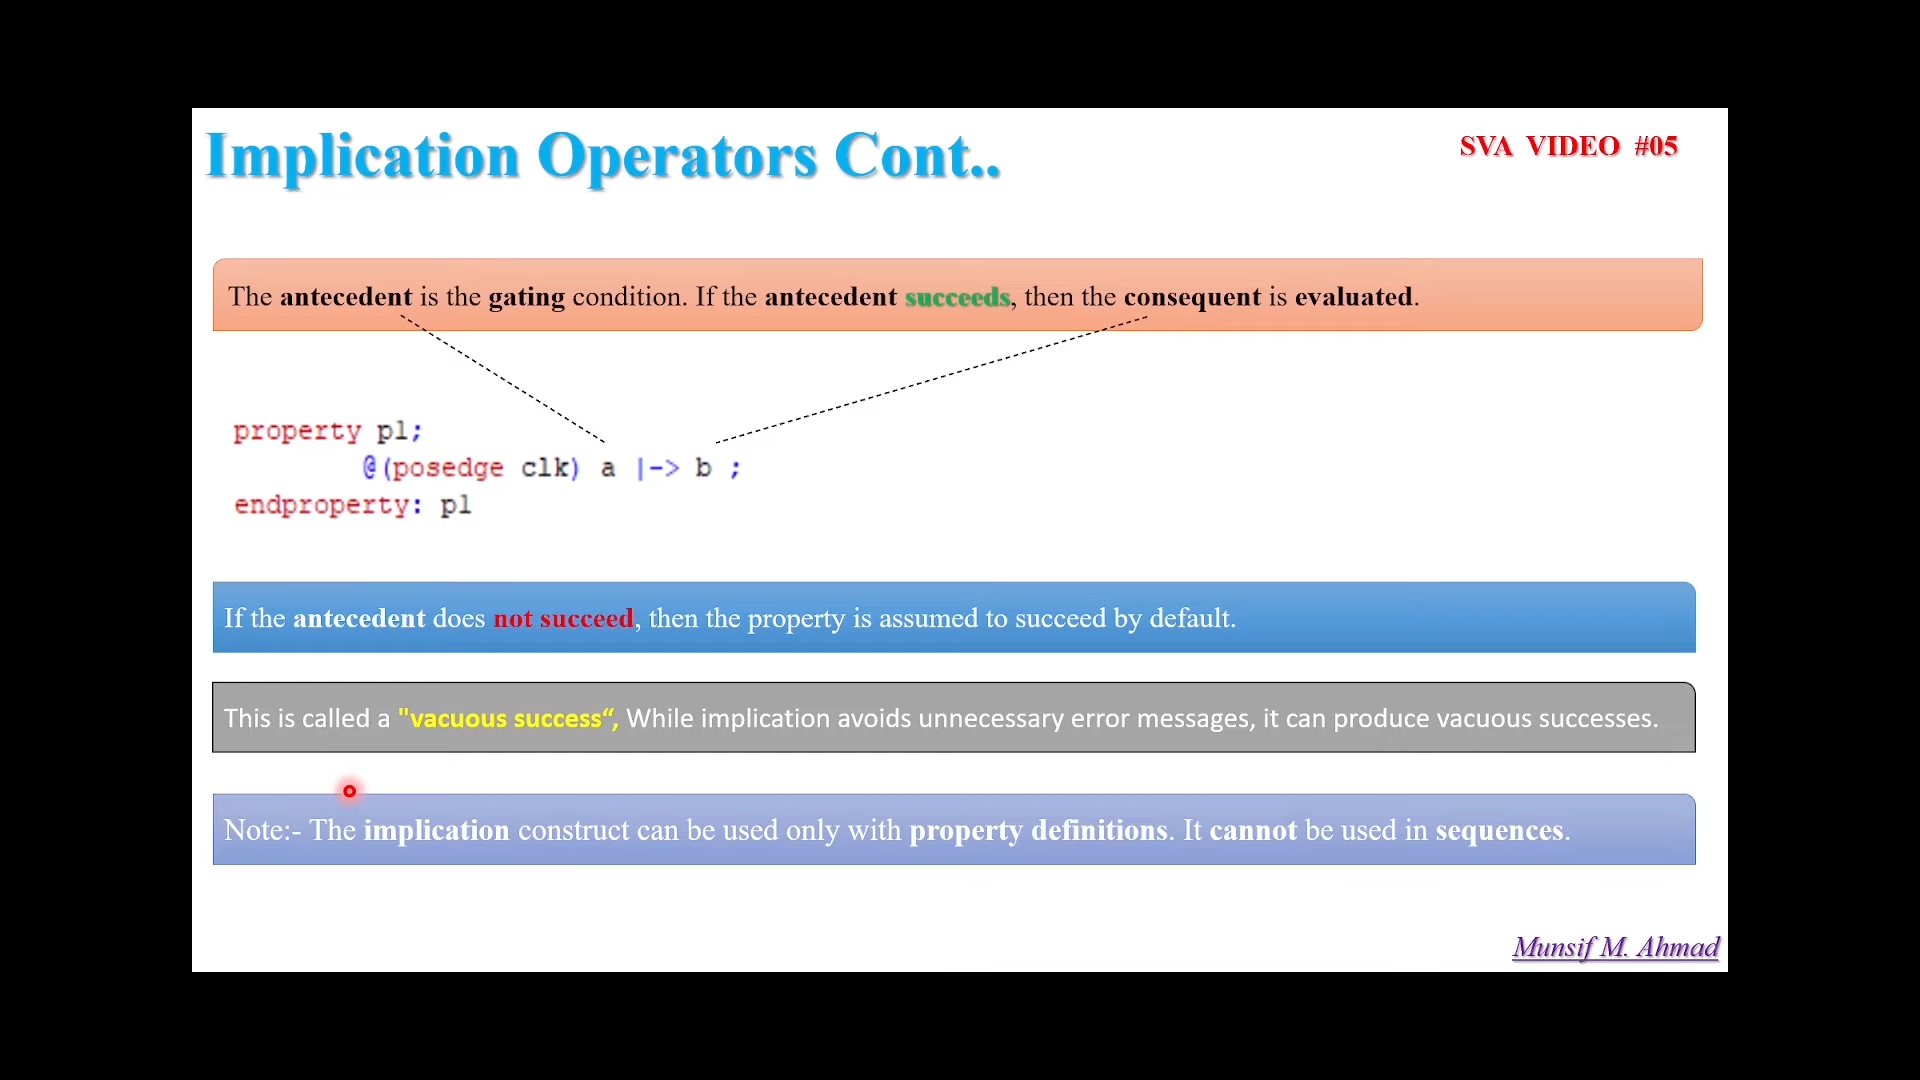 Implication Operators Cont..
SVA VIDEO #05
The antecedent is the gating condition. If the antecedent succeeds, then the consequent is evaluated.
property p1;
@(posedge clk) a |-> b ;
endproperty: p1
If the antecedent does not succeed, then the property is assumed to succeed by default.
This is called a "vacuous success“, While implication avoids unnecessary error messages, it can produce vacuous successes.
Note:- The implication construct can be used only with property definitions. It cannot be used in sequences.
Munsif M. Ahmad